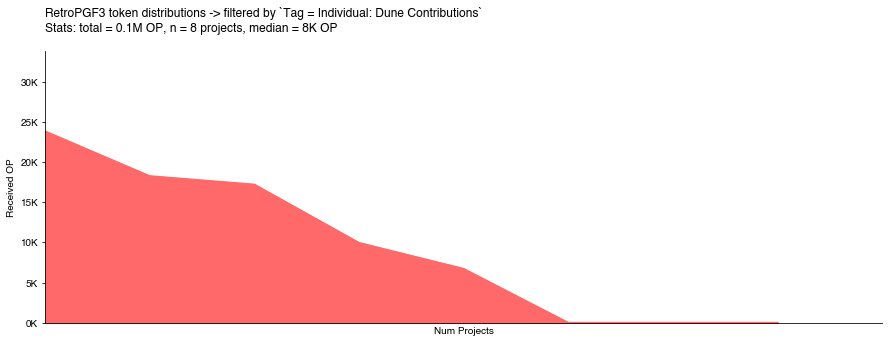 RetroPGF3 token distributions -> filtered by `Tag = Individual: Dune Contributions`
Stats: total = 0.1M OP, n = 8 projects, median = 8K OP
30K
25K
20K
15K
10K
5K
0K
Received OP
Num Projects